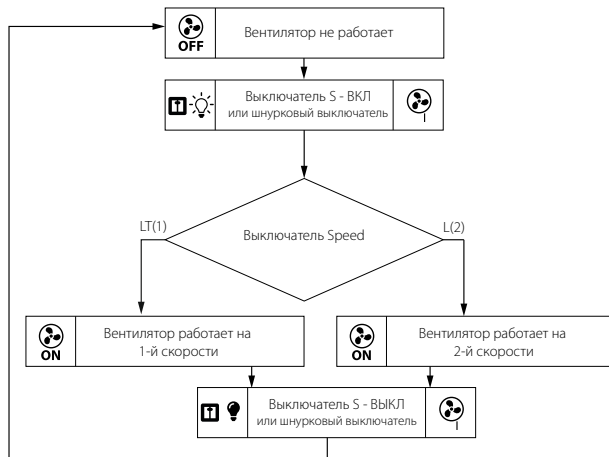 OFF
Вентилятор не работает
Выключатель S - ВКЛ
или шнурковый выключатель
LT(1)
Выключатель Speed
L(2)
ON
Вентилятор работает на
1-й скорости
ON
Вентилятор работает на
2-й скорости
Выключатель S - ВЫКЛ
или шнурковый выключатель